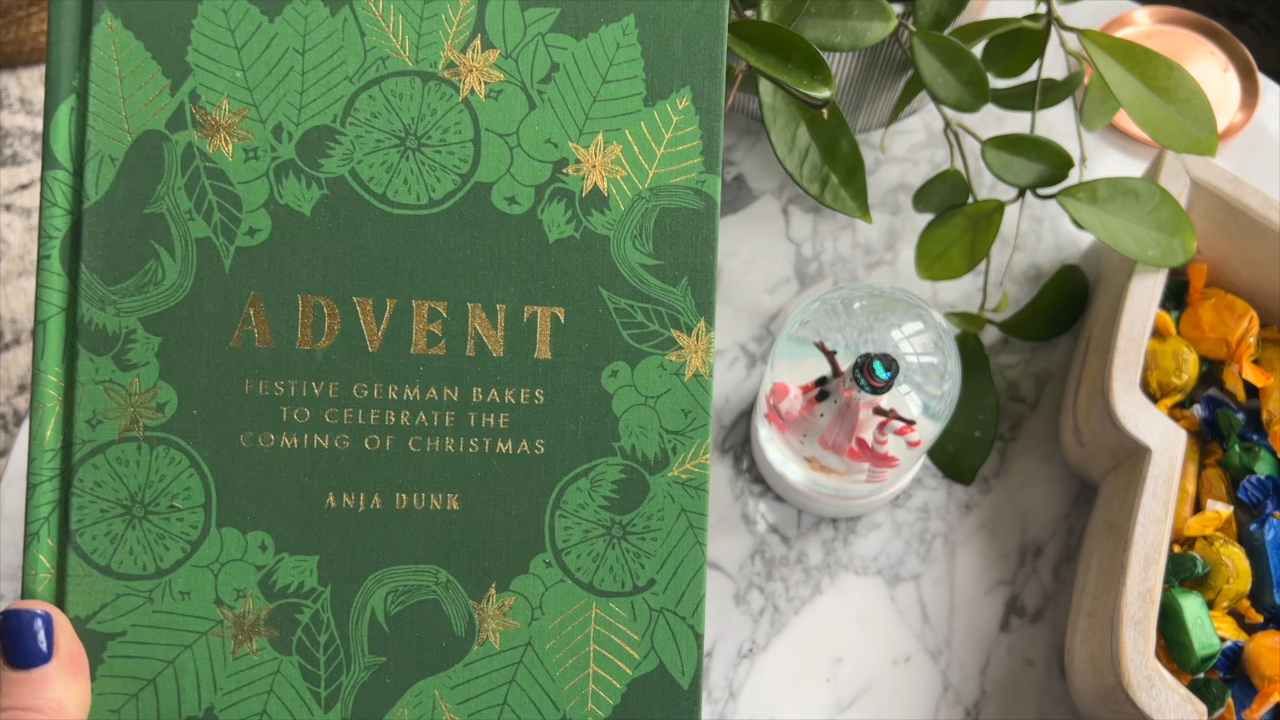 ADVENT
FESTIVE GERMAN BAKES
TO CELEBRATE THE
COMING OF CHRISTMAS
ANJA DUNK